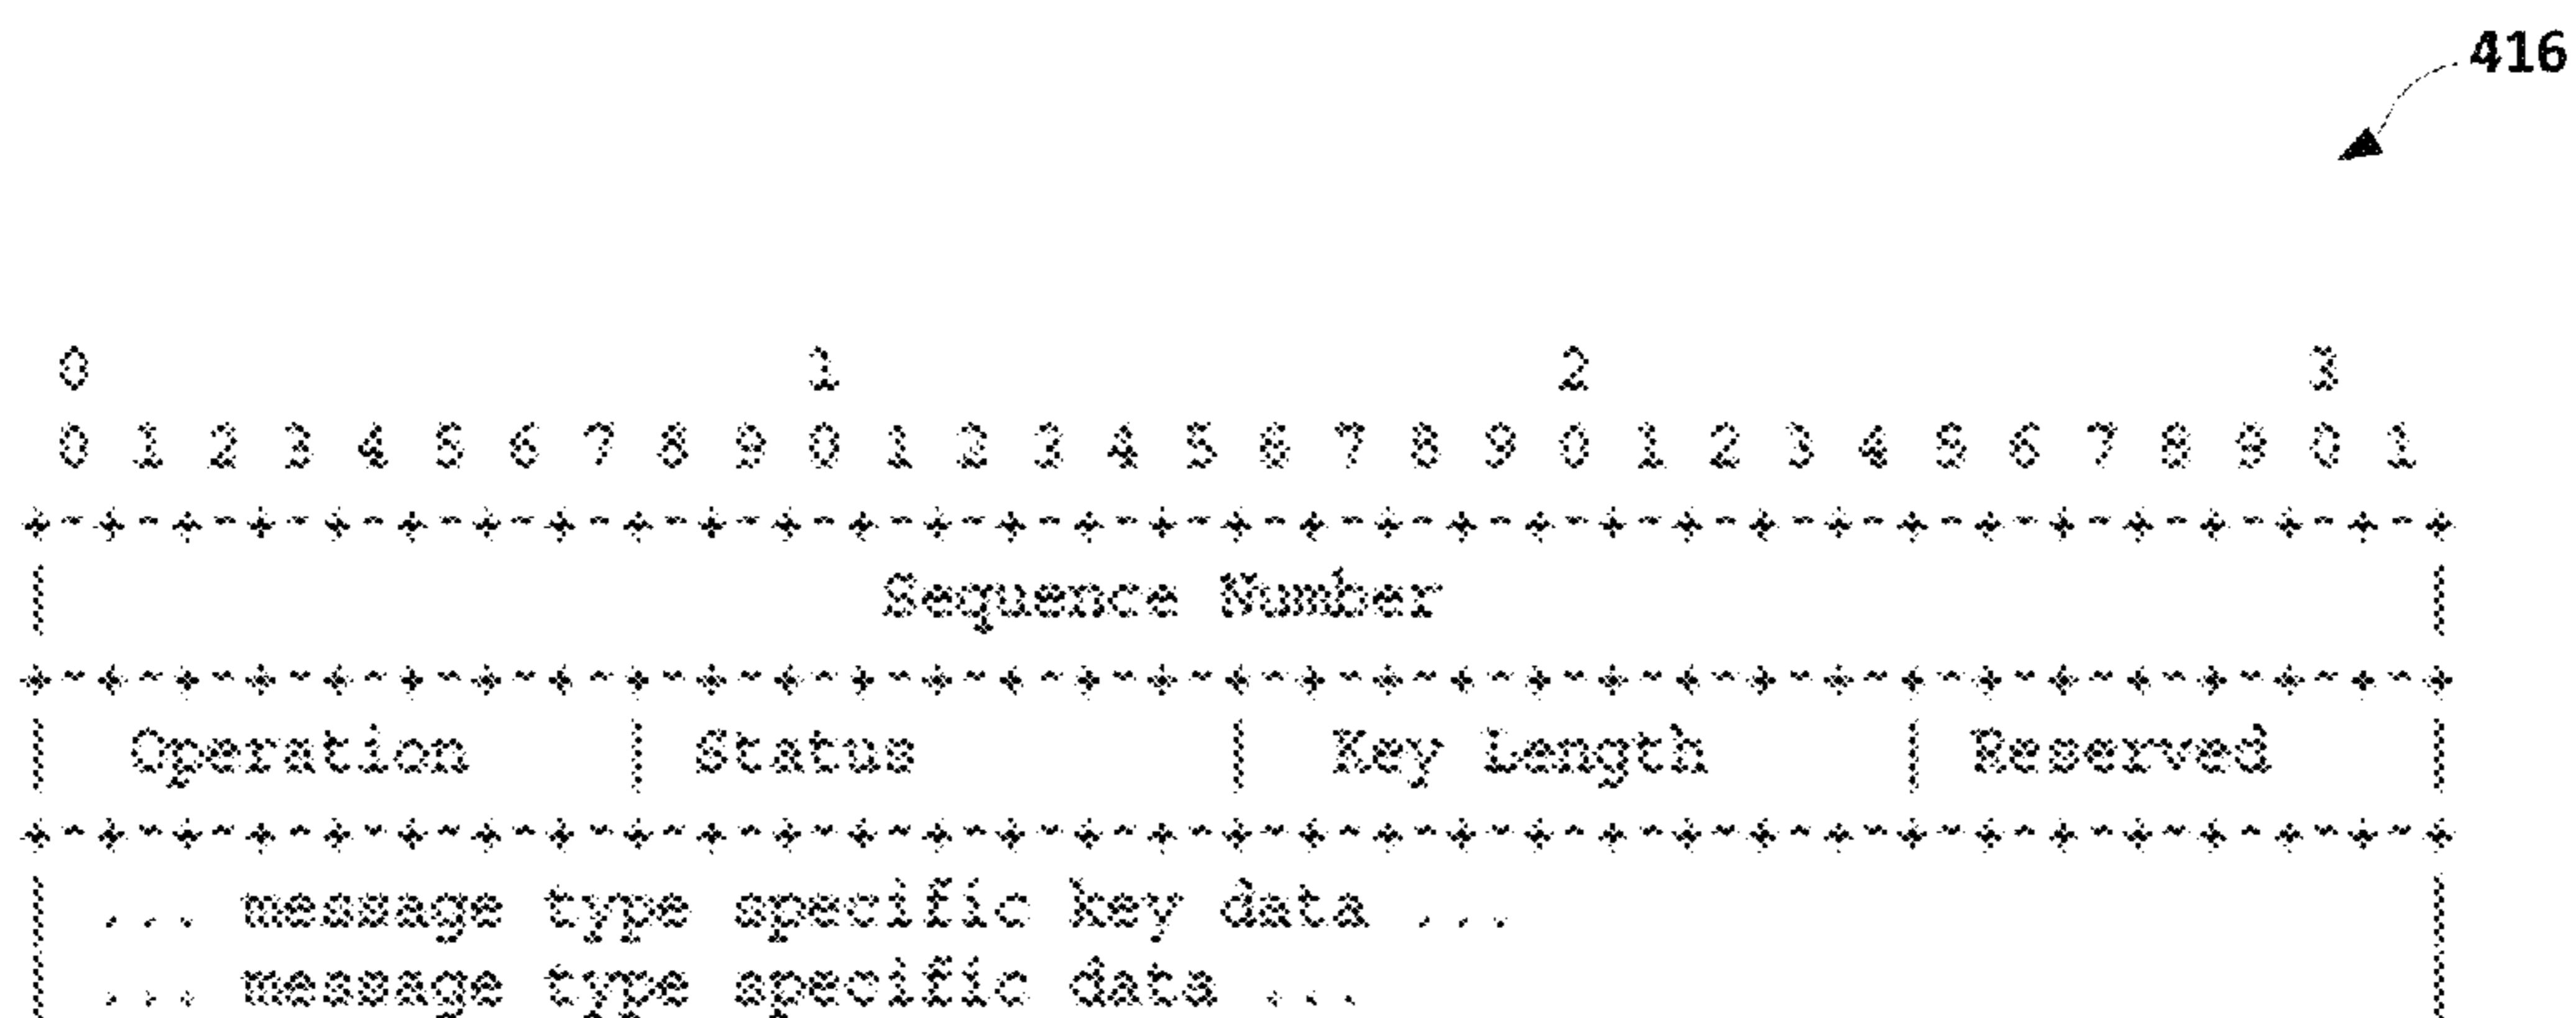 416
0 1 2 3
0 1 2 3 4 5 6 7 8 9 0 1 2 3 4 5 6 7 8 9 0 1 2 3 4 5 6 7 8 9 0 1
+-+-+-+-+-+-+-+-+-+-+-+-+-+-+-+-+-+-+-+-+-+-+-+-+-+-+-+-+-+-+-+-+
| Sequence Number |
+-+-+-+-+-+-+-+-+-+-+-+-+-+-+-+-+-+-+-+-+-+-+-+-+-+-+-+-+-+-+-+-+
| Operation | Status | Key Length | Reserved |
+-+-+-+-+-+-+-+-+-+-+-+-+-+-+-+-+-+-+-+-+-+-+-+-+-+-+-+-+-+-+-+-+
| ... message type specific key data ... |
| ... message type specific data ... |